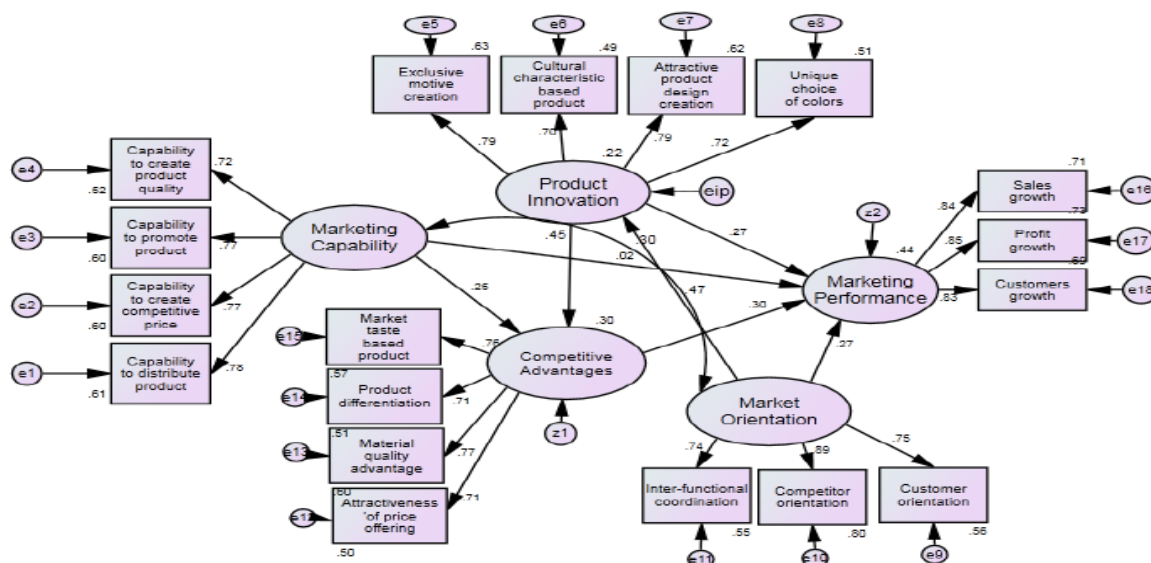 e5
e6
e7
e8
.63
.49
.62
.51
Exclusive
motive
creation
Cultural
characteristic
based
product
Attractive
product
design
creation
Unique
choice
of colors
.79
.70
.79
.72
.22
Product
Innovation
eip
e4
Capability
to create
product
quality
.72
.52
e3
Capability
to promote
product
.77
.60
e2
Capability
to create
competitive
price
.77
.60
e1
Capability
to distribute
product
.78
.61
Marketing
Capability
.45
.30
.02
.47
.27
.25
z2
.44
Marketing
Performance
.71
Sales
growth
e16
.84
.73
Profit
growth
e17
.85
Customers
growth
e18
.83
.30
.30
Competitive
Advantages
z1
e15
Market
taste
based
product
.76
e14
.57
Product
differentiation
.71
e13
.51
Material
quality
advantage
.77
.60
Attractiveness
'of price
offering
.71
.50
.27
Market
Orientation
.74
.89
.75
Inter-functional
coordination
Competitor
orientation
Customer
orientation
.55
.80
.56
e11
e10
e9